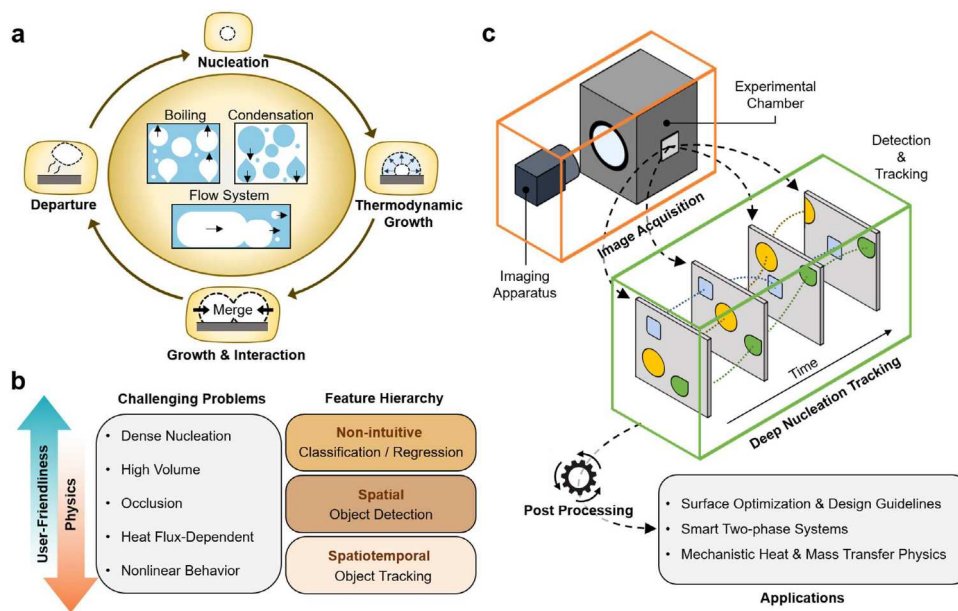 a
Nucleation
Boiling
Condensation
Flow System
Departure
Thermodynamic
Growth
Merge
Growth & Interaction
b
User-Friendliness
Physics
Challenging Problems
• Dense Nucleation
• High Volume
• Occlusion
• Heat Flux-Dependent
• Nonlinear Behavior
Feature Hierarchy
Non-intuitive
Classification / Regression
Spatial
Object Detection
Spatiotemporal
Object Tracking
c
Experimental
Chamber
Detection
&
Tracking
Image Acquisition
Imaging
Apparatus
Time
Deep Nucleation Tracking
Post Processing
• Surface Optimization & Design Guidelines
• Smart Two-phase Systems
• Mechanistic Heat & Mass Transfer Physics
Applications